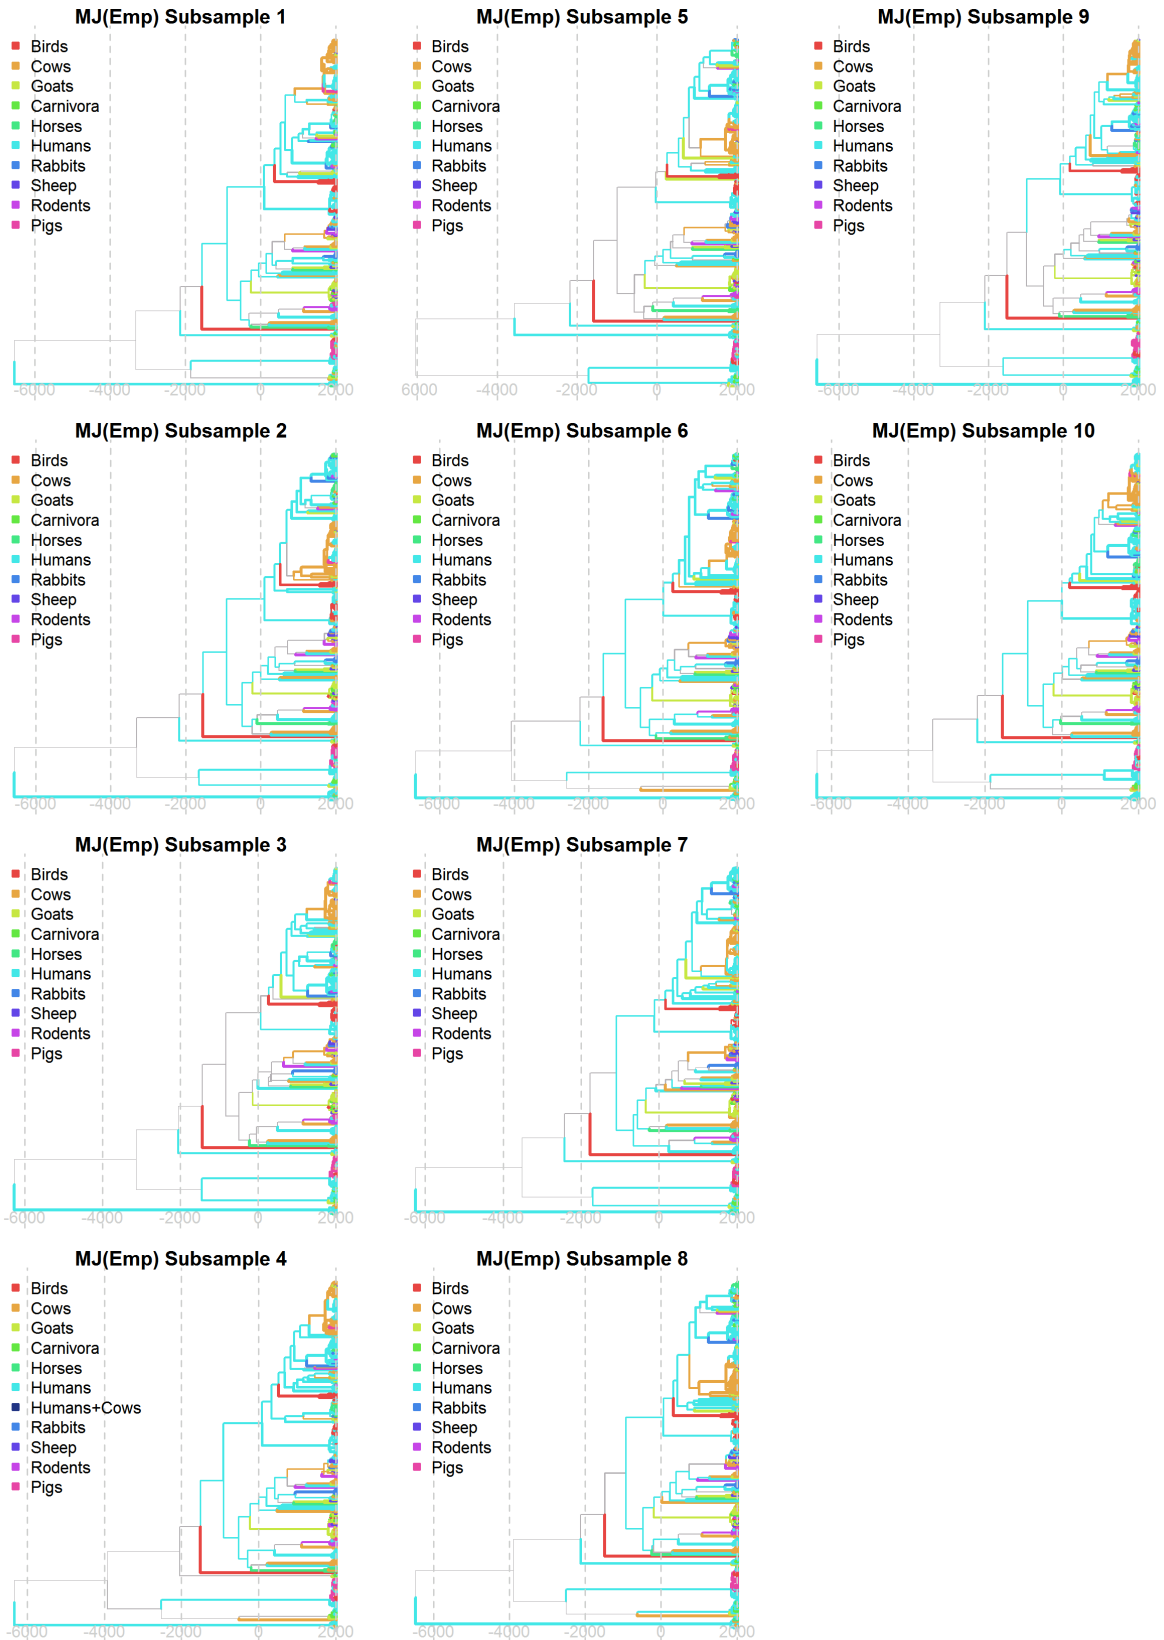 MJ(Emp) Subsample 1
Birds
Cows
Goats
Carnivora
Horses
Humans
Rabbits
Sheep
Rodents
Pigs
-6000 -4000 -2000 0 2000
MJ(Emp) Subsample 5
Birds
Cows
Goats
Carnivora
Horses
Humans
Rabbits
Sheep
Rodents
Pigs
6000 -4000 -2000 0 2000
MJ(Emp) Subsample 9
Birds
Cows
Goats
Carnivora
Horses
Humans
Rabbits
Sheep
Rodents
Pigs
-6000 -4000 -2000 0 2000
MJ(Emp) Subsample 2
Birds
Cows
Goats
Carnivora
Horses
Humans
Rabbits
Sheep
Rodents
Pigs
-6000 -4000 -2000 0 2000
MJ(Emp) Subsample 6
Birds
Cows
Goats
Carnivora
Horses
Humans
Rabbits
Sheep
Rodents
Pigs
-6000 -4000 -2000 0 2000
MJ(Emp) Subsample 10
Birds
Cows
Goats
Carnivora
Horses
Humans
Rabbits
Sheep
Rodents
Pigs
-6000 -4000 -2000 0 2000
MJ(Emp) Subsample 3
Birds
Cows
Goats
Carnivora
Horses
Humans
Rabbits
Sheep
Rodents
Pigs
-6000 -4000 -2000 0 2000
MJ(Emp) Subsample 7
Birds
Cows
Goats
Carnivora
Horses
Humans
Rabbits
Sheep
Rodents
Pigs
-6000 -4000 -2000 0 2000
MJ(Emp) Subsample 4
Birds
Cows
Goats
Carnivora
Horses
Humans
Humans+Cows
Rabbits
Sheep
Rodents
Pigs
-6000 -4000 -2000 0 2000
MJ(Emp) Subsample 8
Birds
Cows
Goats
Carnivora
Horses
Humans
Rabbits
Sheep
Rodents
Pigs
-6000 -4000 -2000 0 2000